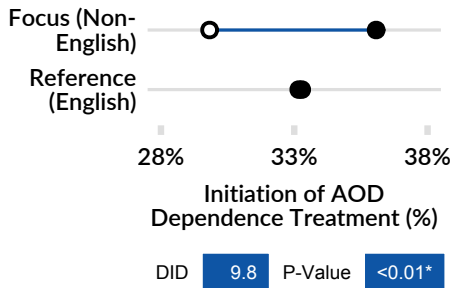 Focus (Non-
English)
Reference
(English)
28% 33% 38%
Initiation of AOD
Dependence Treatment (%)
DID 9.8 P-Value <0.01*